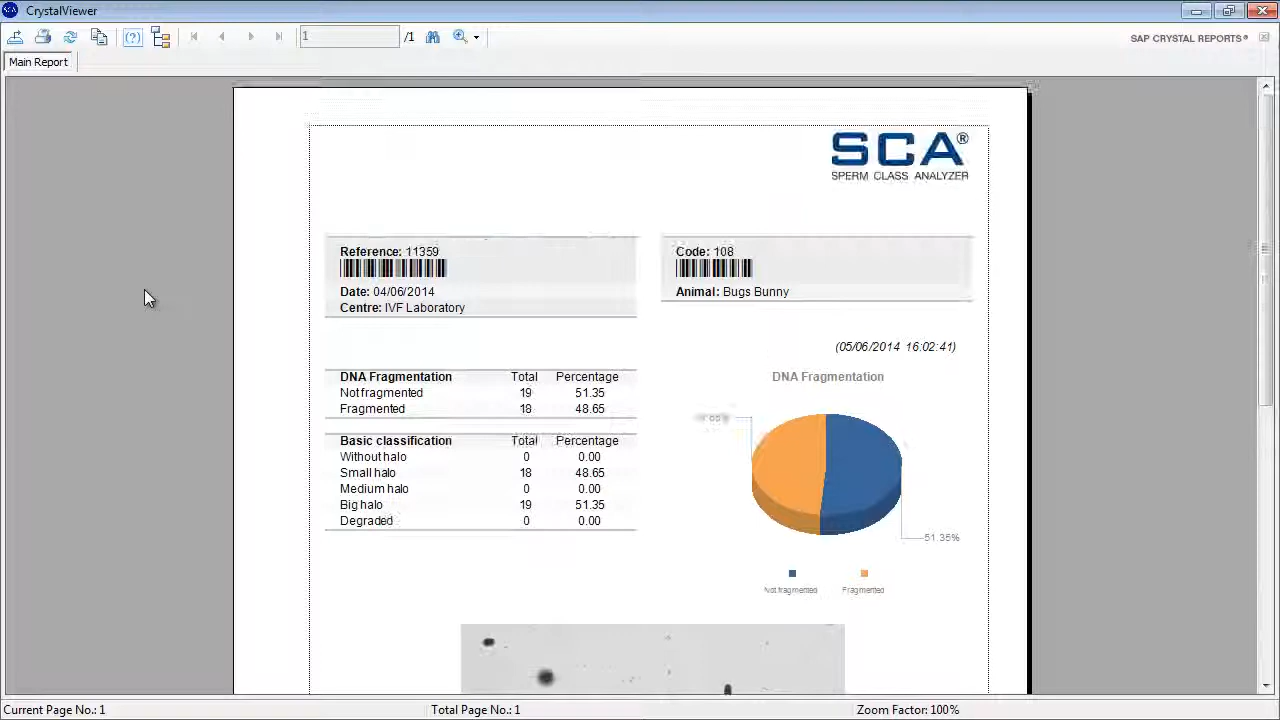 CrystalViewer
1 /1
SAP CRYSTAL REPORTS®
Main Report
SCA®
SPERM CLASS ANALYZER
Reference: 11359
Date: 04/06/2014
Centre: IVF Laboratory
Code: 108
Animal: Bugs Bunny
(05/06/2014 16:02:41)
DNA Fragmentation Total Percentage
Not fragmented 19 51.35
Fragmented 18 48.65
Basic classification Total Percentage
Without halo 0 0.00
Small halo 18 48.65
Medium halo 0 0.00
Big halo 19 51.35
Degraded 0 0.00
DNA Fragmentation
51.35%
Not fragmented Fragmented
Current Page No.: 1 Total Page No.: 1 Zoom Factor: 100%